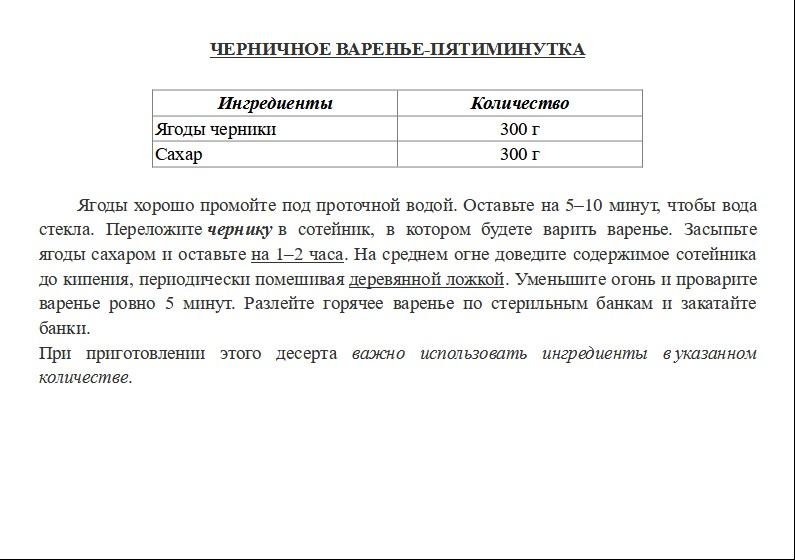 ЧЕРНИЧНОЕ ВАРЕНЬЕ-ПЯТИМИНУТКА
Ингредиенты Количество
Ягоды черники 300 г
Сахар 300 г
Ягоды хорошо промойте под проточной водой. Оставьте на 5–10 минут, чтобы вода
стекла. Переложите чернику в сотейник, в котором будете варить варенье. Засыпьте
ягоды сахаром и оставьте на 1–2 часа. На среднем огне доведите содержимое сотейника
до кипения, периодически помешивая деревянной ложкой. Уменьшите огонь и проварите
варенье ровно 5 минут. Разлейте горячее варенье по стерильным банкам и закатайте
банки.
При приготовлении этого десерта важно использовать ингредиенты в указанном
количестве.